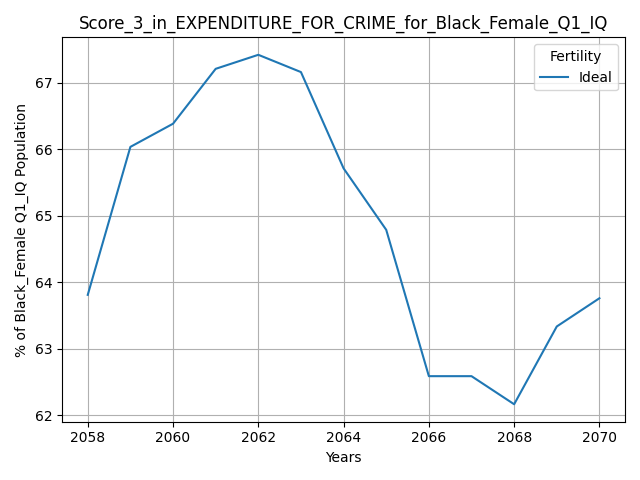 Score_3_in_EXPENDITURE_FOR_CRIME_for_Black_Female_Q1_IQ
% of Black_Female Q1_IQ Population
67
66
65
64
63
62
Fertility
Ideal
2058 2060 2062 2064 2066 2068 2070
Years